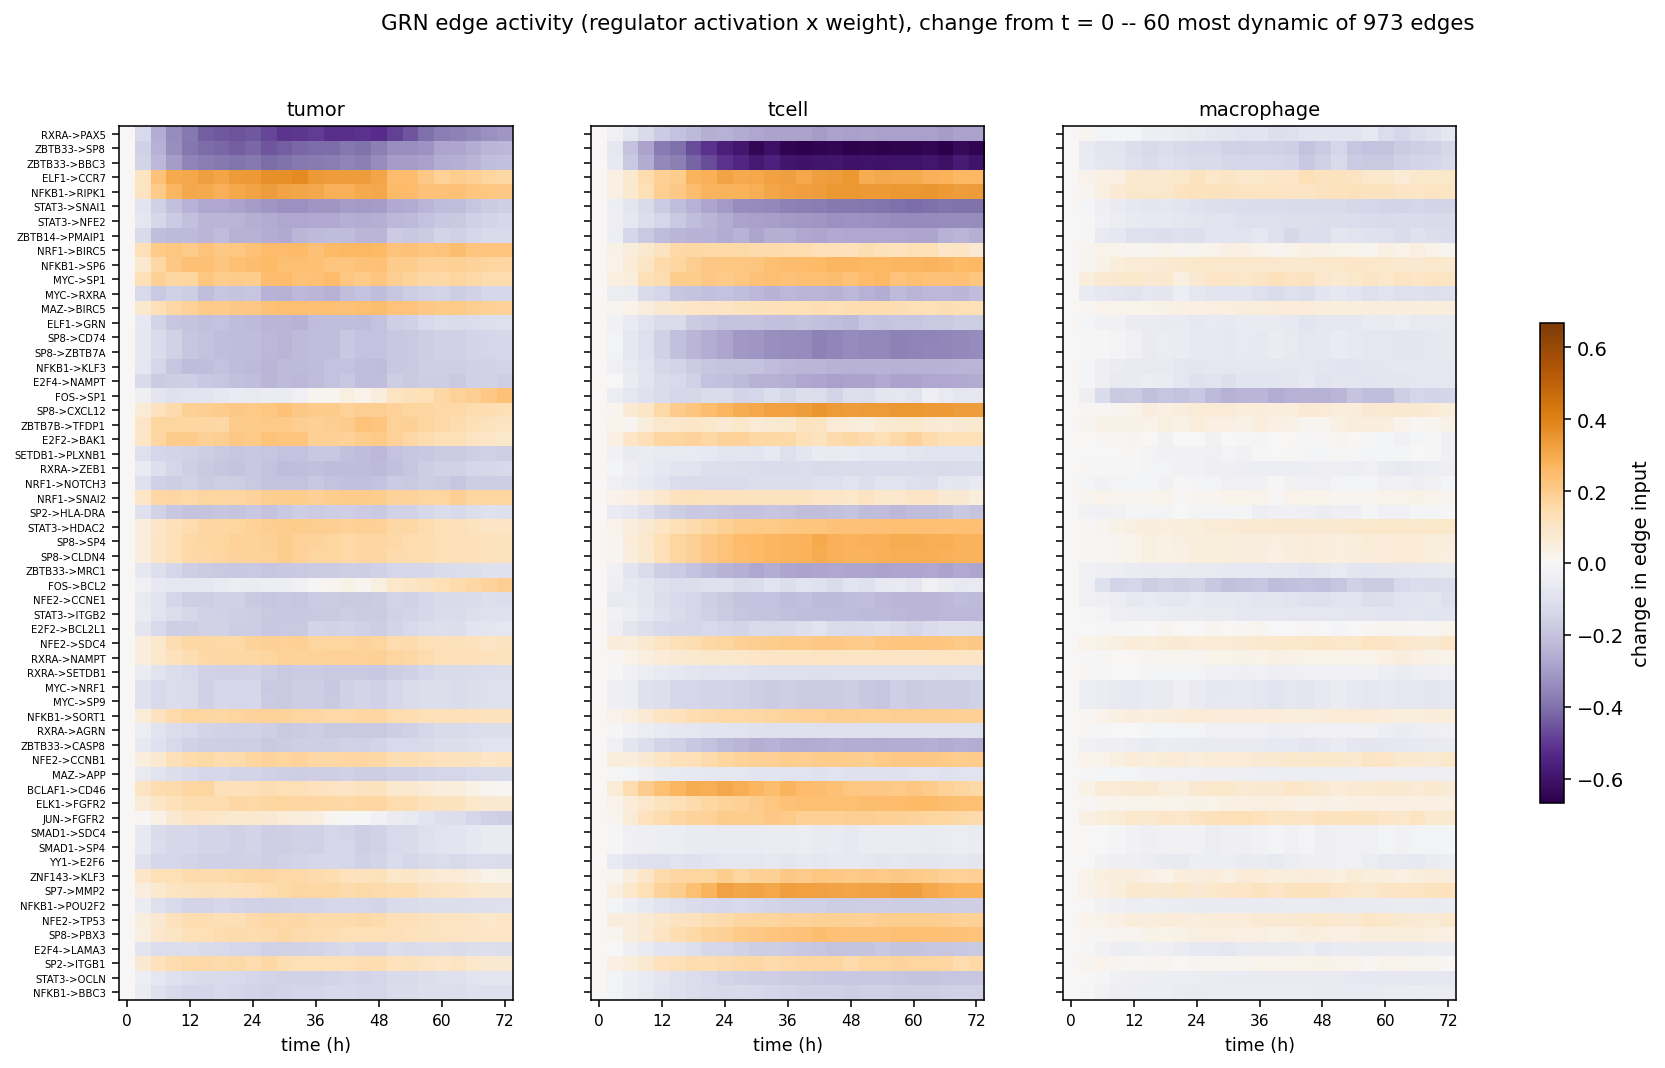 GRN edge activity (regulator activation x weight), change from t = 0 -- 60 most dynamic of 973 edges
tumor
tcell
macrophage
RXRA->PAX5
ZBTB33->SP8
ZBTB33->BBC3
ELF1->CCR7
NFKB1->RIPK1
STAT3->SNAI1
STAT3->NFE2
ZBTB14->PMAIP1
NRF1->BIRC5
NFKB1->SP6
MYC->SP1
MYC->RXRA
MAZ->BIRC5
ELF1->GRN
SP8->CD74
SP8->ZBTB7A
NFKB1->KLF3
E2F4->NAMPT
FOS->SP1
SP8->CXCL12
ZBTB7B->TFDP1
E2F2->BAK1
SETDB1->PLXNB1
RXRA->ZEB1
NRF1->NOTCH3
NRF1->SNAI2
SP2->HLA-DRA
STAT3->HDAC2
SP8->SP4
SP8->CLDN4
ZBTB33->MRC1
FOS->BCL2
NFE2->CCNE1
STAT3->ITGB2
E2F2->BCL2L1
NFE2->SDC4
RXRA->NAMPT
RXRA->SETDB1
MYC->NRF1
MYC->SP9
NFKB1->SORT1
RXRA->AGRN
ZBTB33->CASP8
NFE2->CCNB1
MAZ->APP
BCLAF1->CD46
ELK1->FGFR2
JUN->FGFR2
SMAD1->SDC4
SMAD1->SP4
YY1->E2F6
ZNF143->KLF3
SP7->MMP2
NFKB1->POU2F2
NFE2->TP53
SP8->PBX3
E2F4->LAMA3
SP2->ITGB1
STAT3->OCLN
NFKB1->BBC3
0 12 24 36 48 60 72
0 12 24 36 48 60 72
0 12 24 36 48 60 72
time (h)
time (h)
time (h)
0.6
0.4
0.2
0.0
−0.2
−0.4
−0.6
change in edge input